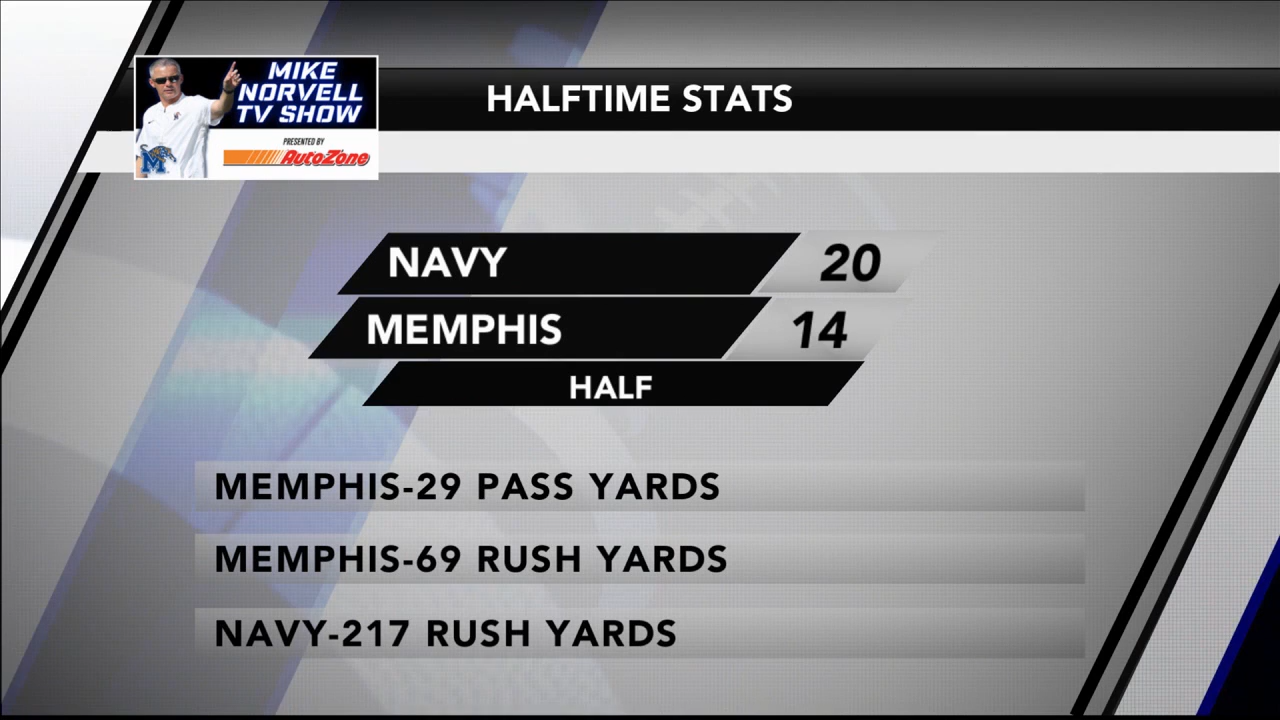 MIKE
NORVELL
TV SHOW
PRESENTED BY
AutoZone
M
HALFTIME STATS
NAVY 20
MEMPHIS 14
HALF
MEMPHIS-29 PASS YARDS
MEMPHIS-69 RUSH YARDS
NAVY-217 RUSH YARDS